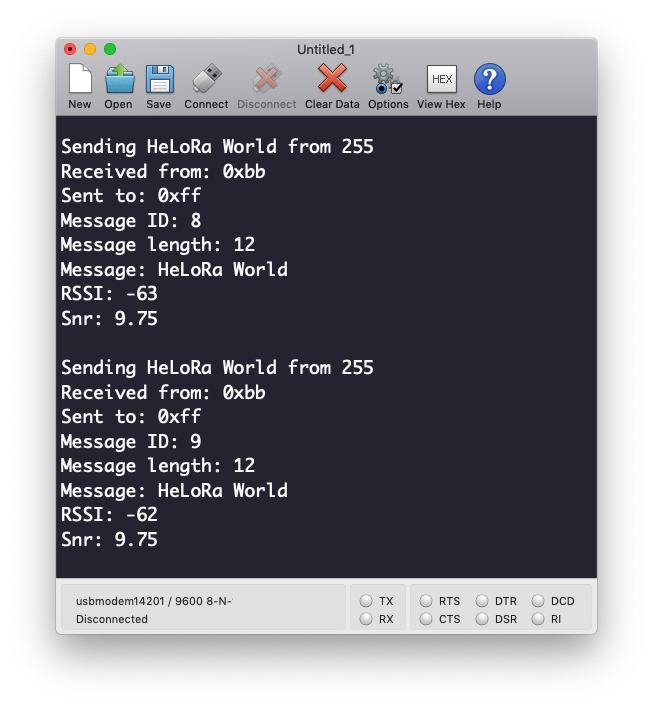 Untitled_1
New Open Save Connect Disconnect Clear Data Options View Hex Help
HEX
Sending HeLoRa World from 255
Received from: 0xbb
Sent to: 0xff
Message ID: 8
Message length: 12
Message: HeLoRa World
RSSI: -63
Snr: 9.75
Sending HeLoRa World from 255
Received from: 0xbb
Sent to: 0xff
Message ID: 9
Message length: 12
Message: HeLoRa World
RSSI: -62
Snr: 9.75
usbmodem14201 / 9600 8-N- TX RTS DTR DCD
Disconnected RX CTS DSR RI